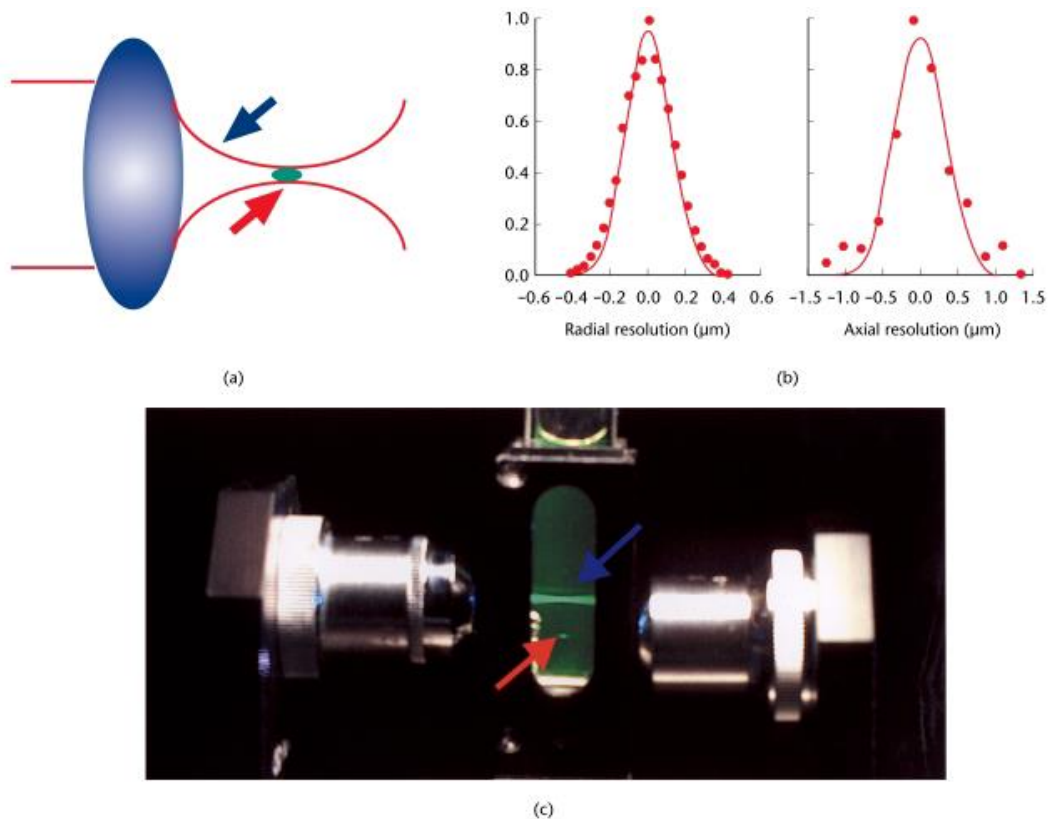 1.0
0.8
0.6
0.4
0.2
0.0
–0.6 –0.4 –0.2 0.0 0.2 0.4 0.6
Radial resolution (μm)
–1.5 –1.0 –0.5 0.0 0.5 1.0 1.5
Axial resolution (μm)
(a)
(b)
(c)